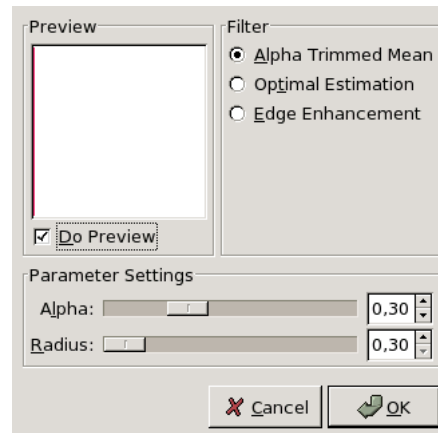 Preview
Filter
Alpha Trimmed Mean
Optimal Estimation
Edge Enhancement
Do Preview
Parameter Settings
Alpha: 0,30
Radius: 0,30
Cancel OK